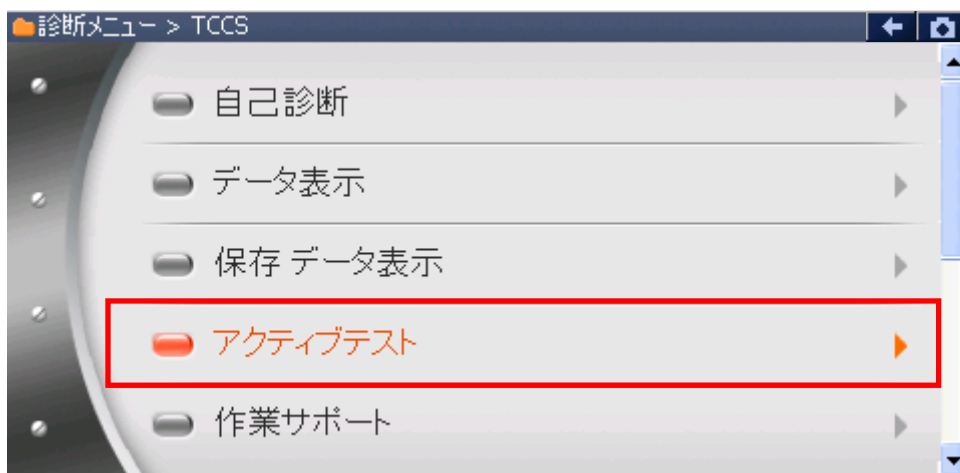 診断メニュー > TCCS
自己診断
データ表示
保存 データ表示
アクティブテスト
作業サポート